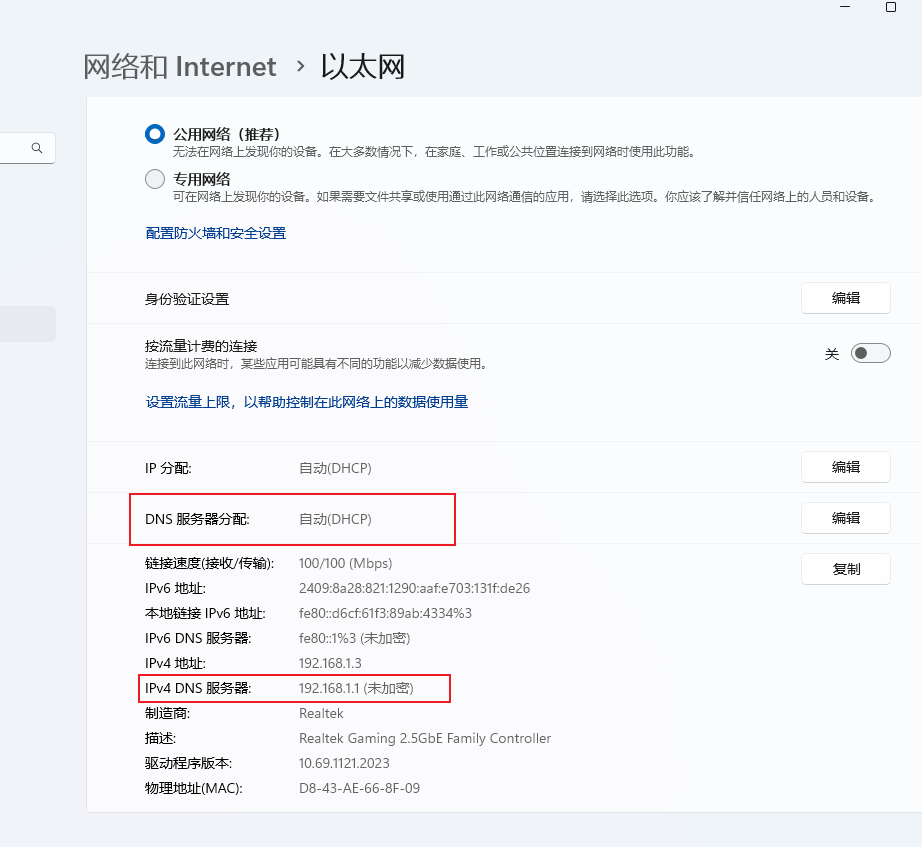 网络和 Internet › 以太网
公用网络（推荐）
无法在网络上发现你的设备。在大多数情况下，在家庭、工作或公共位置连接到网络时使用此功能。
专用网络
可在网络上发现你的设备。如果需要文件共享或使用通过此网络通信的应用，请选择此选项。你应该了解并信任网络上的人员和设备。
配置防火墙和安全设置
身份验证设置 编辑
按流量计费的连接
连接到此网络时，某些应用可能具有不同的功能以减少数据使用。
关
设置流量上限，以帮助控制在此网络上的数据使用量
IP 分配: 自动(DHCP) 编辑
DNS 服务器分配: 自动(DHCP) 编辑
链接速度(接收/传输): 100/100 (Mbps) 复制
IPv6 地址: 2409:8a28:821:1290:aaf:e703:131f:de26
本地链接 IPv6 地址: fe80::d6cf:61f3:89ab:4334%3
IPv6 DNS 服务器: fe80::1%3 (未加密)
IPv4 地址: 192.168.1.3
IPv4 DNS 服务器: 192.168.1.1 (未加密)
制造商: Realtek
描述: Realtek Gaming 2.5GbE Family Controller
驱动程序版本: 10.69.1121.2023
物理地址(MAC): D8-43-AE-66-8F-09